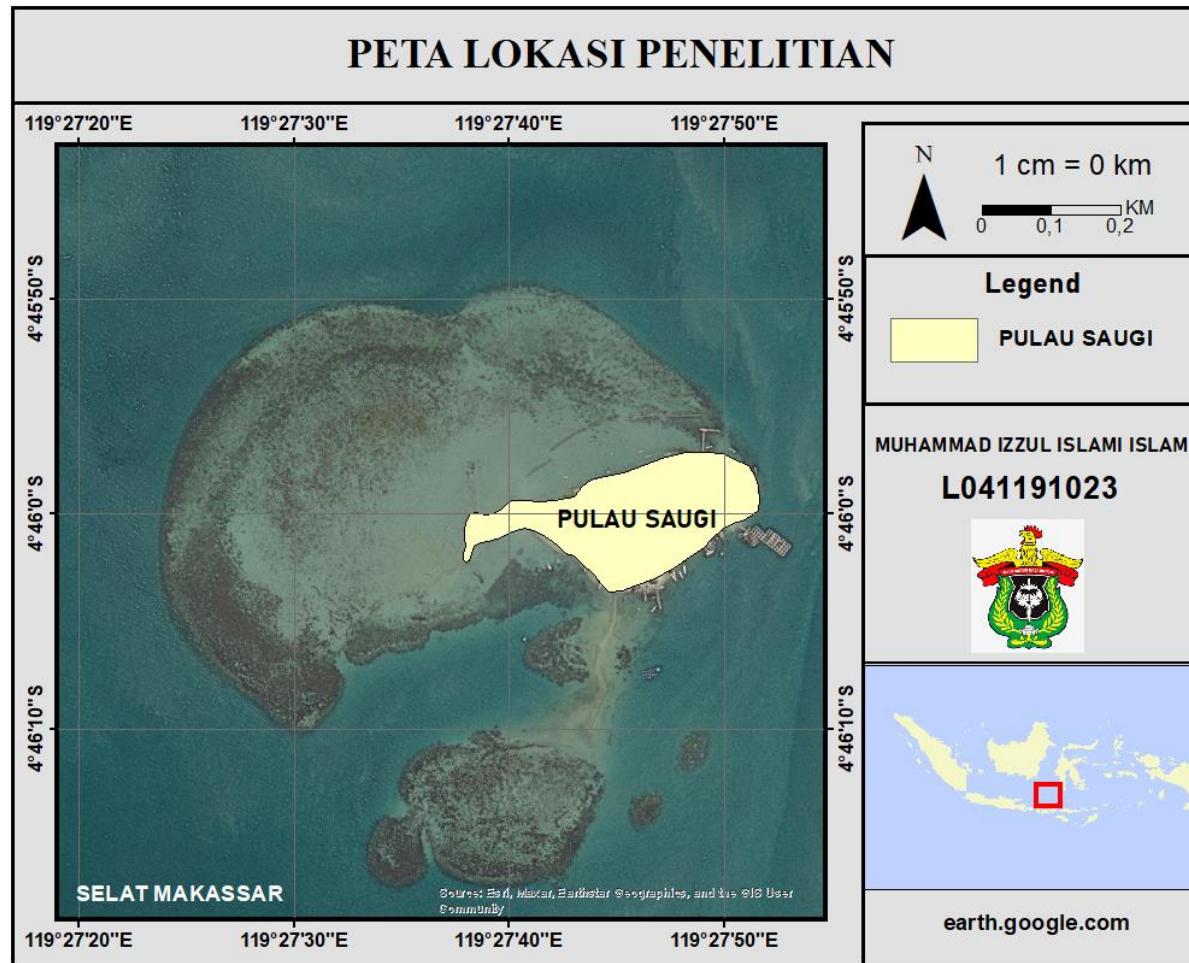 PETA LOKASI PENELITIAN
119°27'20"E 119°27'30"E 119°27'40"E 119°27'50"E
4°45'50"S 4°45'50"S
4°46'0"S 4°46'0"S
4°46'10"S 4°46'10"S
PULAU SAUGI
SELAT MAKASSAR
Source: Esri, Maxar, Earthstar Geographics, and the GIS User
Community
119°27'20"E 119°27'30"E 119°27'40"E 119°27'50"E
N
1 cm = 0 km
KM
0 0,1 0,2
Legend
PULAU SAUGI
MUHAMMAD IZZUL ISLAMI ISLAM
L041191023
earth.google.com